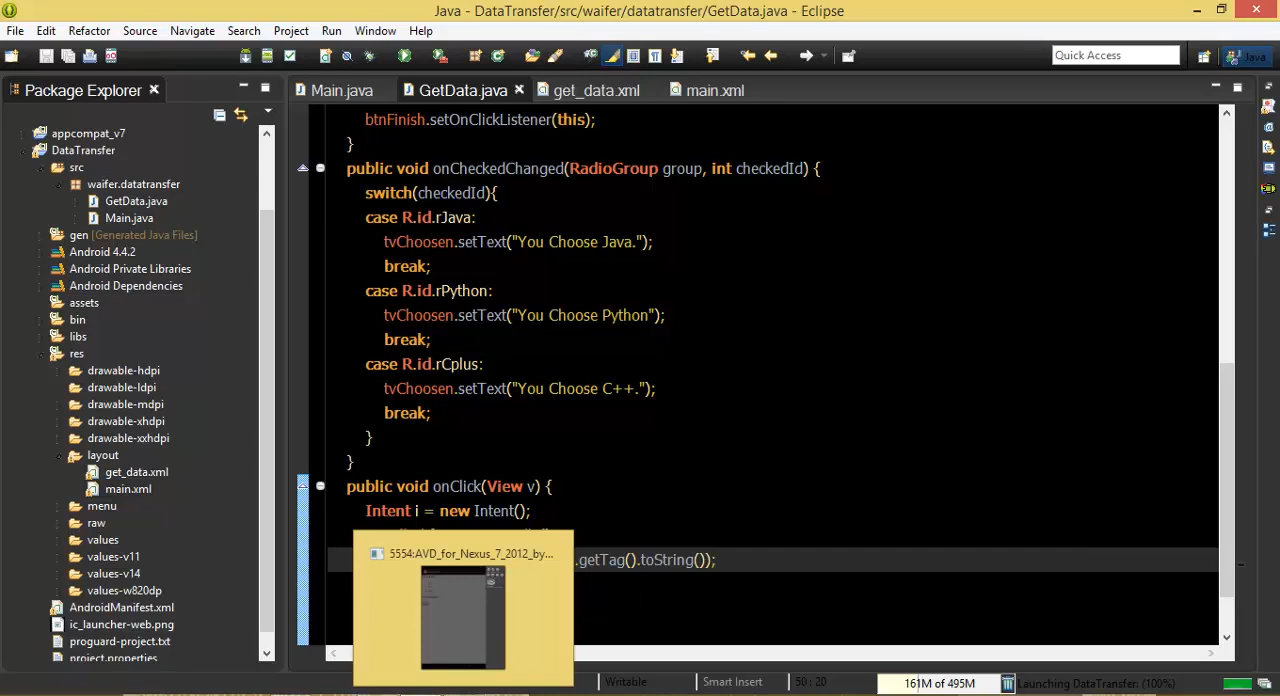 Java - DataTransfer/src/waifer/datatransfer/GetData.java - Eclipse
File Edit Refactor Source Navigate Search Project Run Window Help
Quick Access
Java
Package Explorer
Main.java
GetData.java
get_data.xml
main.xml
appcompat_v7
DataTransfer
src
waifer.datatransfer
GetData.java
Main.java
gen [Generated Java Files]
Android 4.4.2
Android Private Libraries
Android Dependencies
assets
bin
libs
res
drawable-hdpi
drawable-ldpi
drawable-mdpi
drawable-xhdpi
drawable-xxhdpi
layout
get_data.xml
main.xml
menu
raw
values
values-v11
values-v14
values-w820dp
AndroidManifest.xml
ic_launcher-web.png
proguard-project.txt
project.properties
btnFinish.setOnClickListener(this);
}
public void onCheckedChanged(RadioGroup group, int checkedId) {
switch(checkedId){
case R.id.rJava:
tvChoosen.setText("You Choose Java.");
break;
case R.id.rPython:
tvChoosen.setText("You Choose Python");
break;
case R.id.rCplus:
tvChoosen.setText("You Choose C++.");
break;
}
}
public void onClick(View v) {
Intent i = new Intent();
.getTag().toString());
5554:AVD_for_Nexus_7_2012_by...
Writable
Smart Insert
50 : 20
161M of 495M
Launching DataTransfer: (100%)